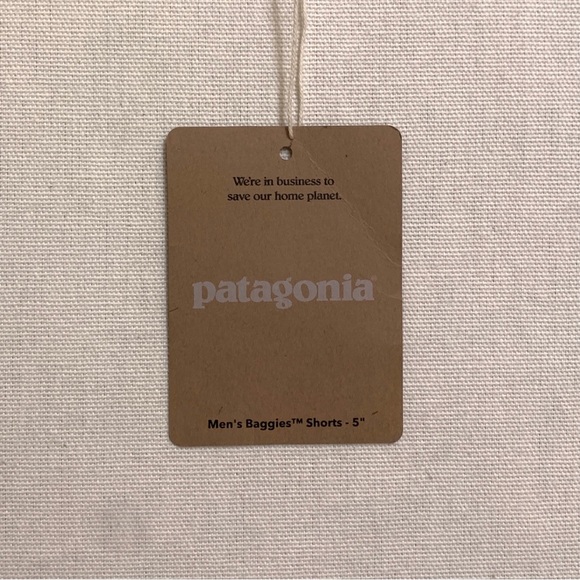 We're in business to
save our home planet.
patagonia®
Men's Baggies™ Shorts - 5"